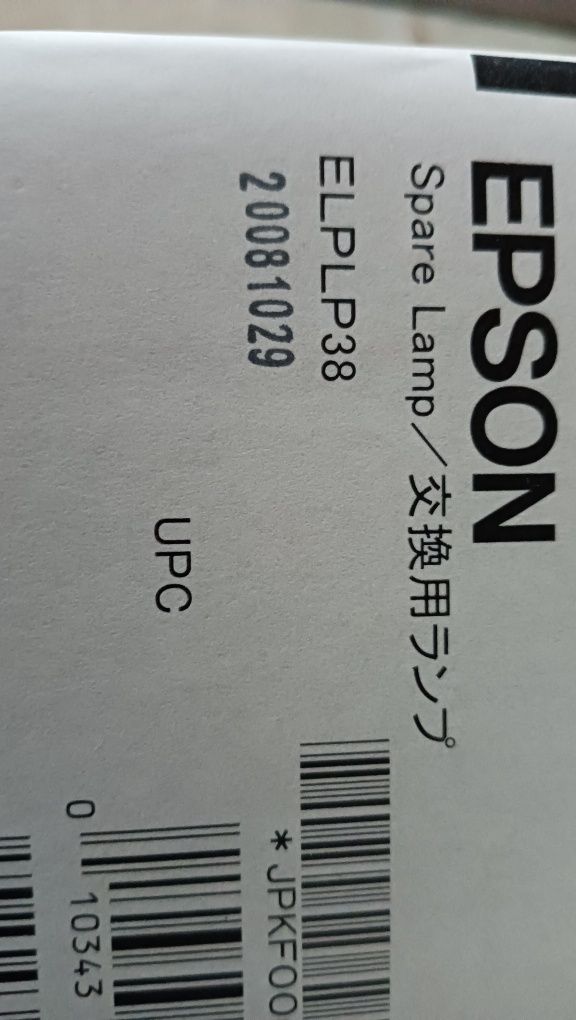 EPSON
Spare Lamp／交換用ランプ
ELPLP38
20081029
*JPKF00
UPC
0 10343